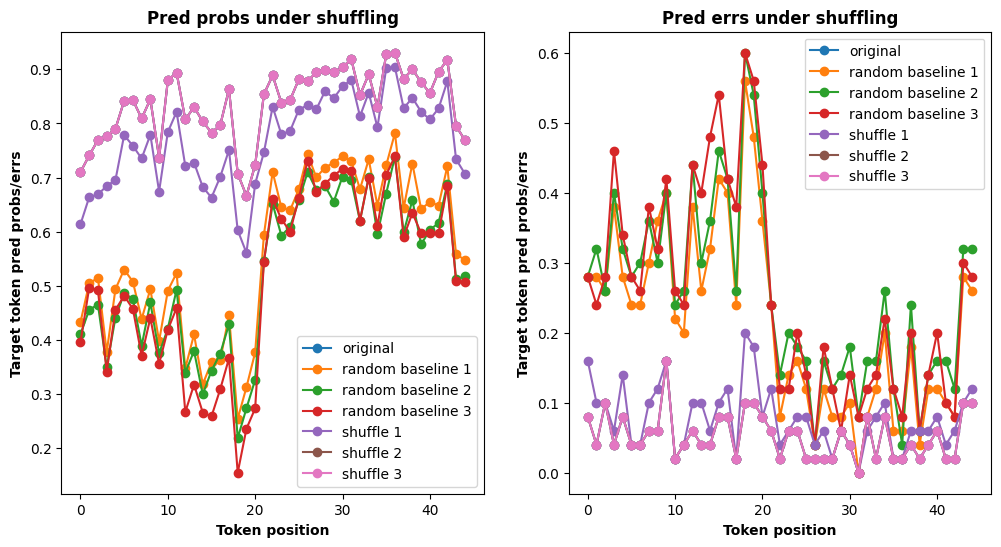 Pred probs under shuffling
Target token pred probs/errs
0.9
0.8
0.7
0.6
0.5
0.4
0.3
0.2
0
10
20
30
40
Token position
original
random baseline 1
random baseline 2
random baseline 3
shuffle 1
shuffle 2
shuffle 3
Pred errs under shuffling
Target token pred probs/errs
0.6
0.5
0.4
0.3
0.2
0.1
0.0
0
10
20
30
40
Token position
original
random baseline 1
random baseline 2
random baseline 3
shuffle 1
shuffle 2
shuffle 3